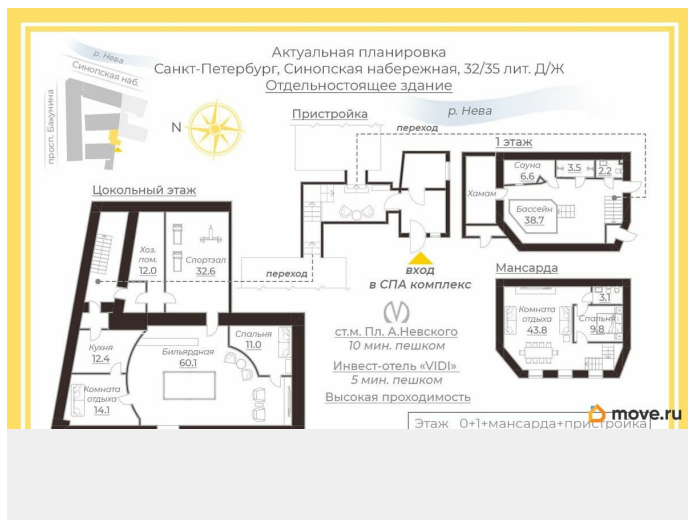 Актуальная планировка
Санкт-Петербург, Синопская набережная, 32/35 лит. Д/Ж
Отдельностоящее здание
р. Нева
Синопская наб.
просп. Бакунина
N
р. Нева
Пристройка
переход
1 этаж
Сауна
6.6
3.5
2.2
Хамам
Бассейн
38.7
Цокольный этаж
Хоз. пом.
12.0
Спортзал
32.6
переход
вход
в СПА комплекс
Мансарда
3.1
Комната отдыха
43.8
Спальня
9.8
ст.м. Пл. А.Невского
10 мин. пешком
Инвест-отель «VIDI»
5 мин. пешком
Высокая проходимость
Кухня
12.4
Бильярдная
60.1
Спальня
11.0
Комната отдыха
14.1
move.ru
Этаж 0+1+мансарда+пристройка